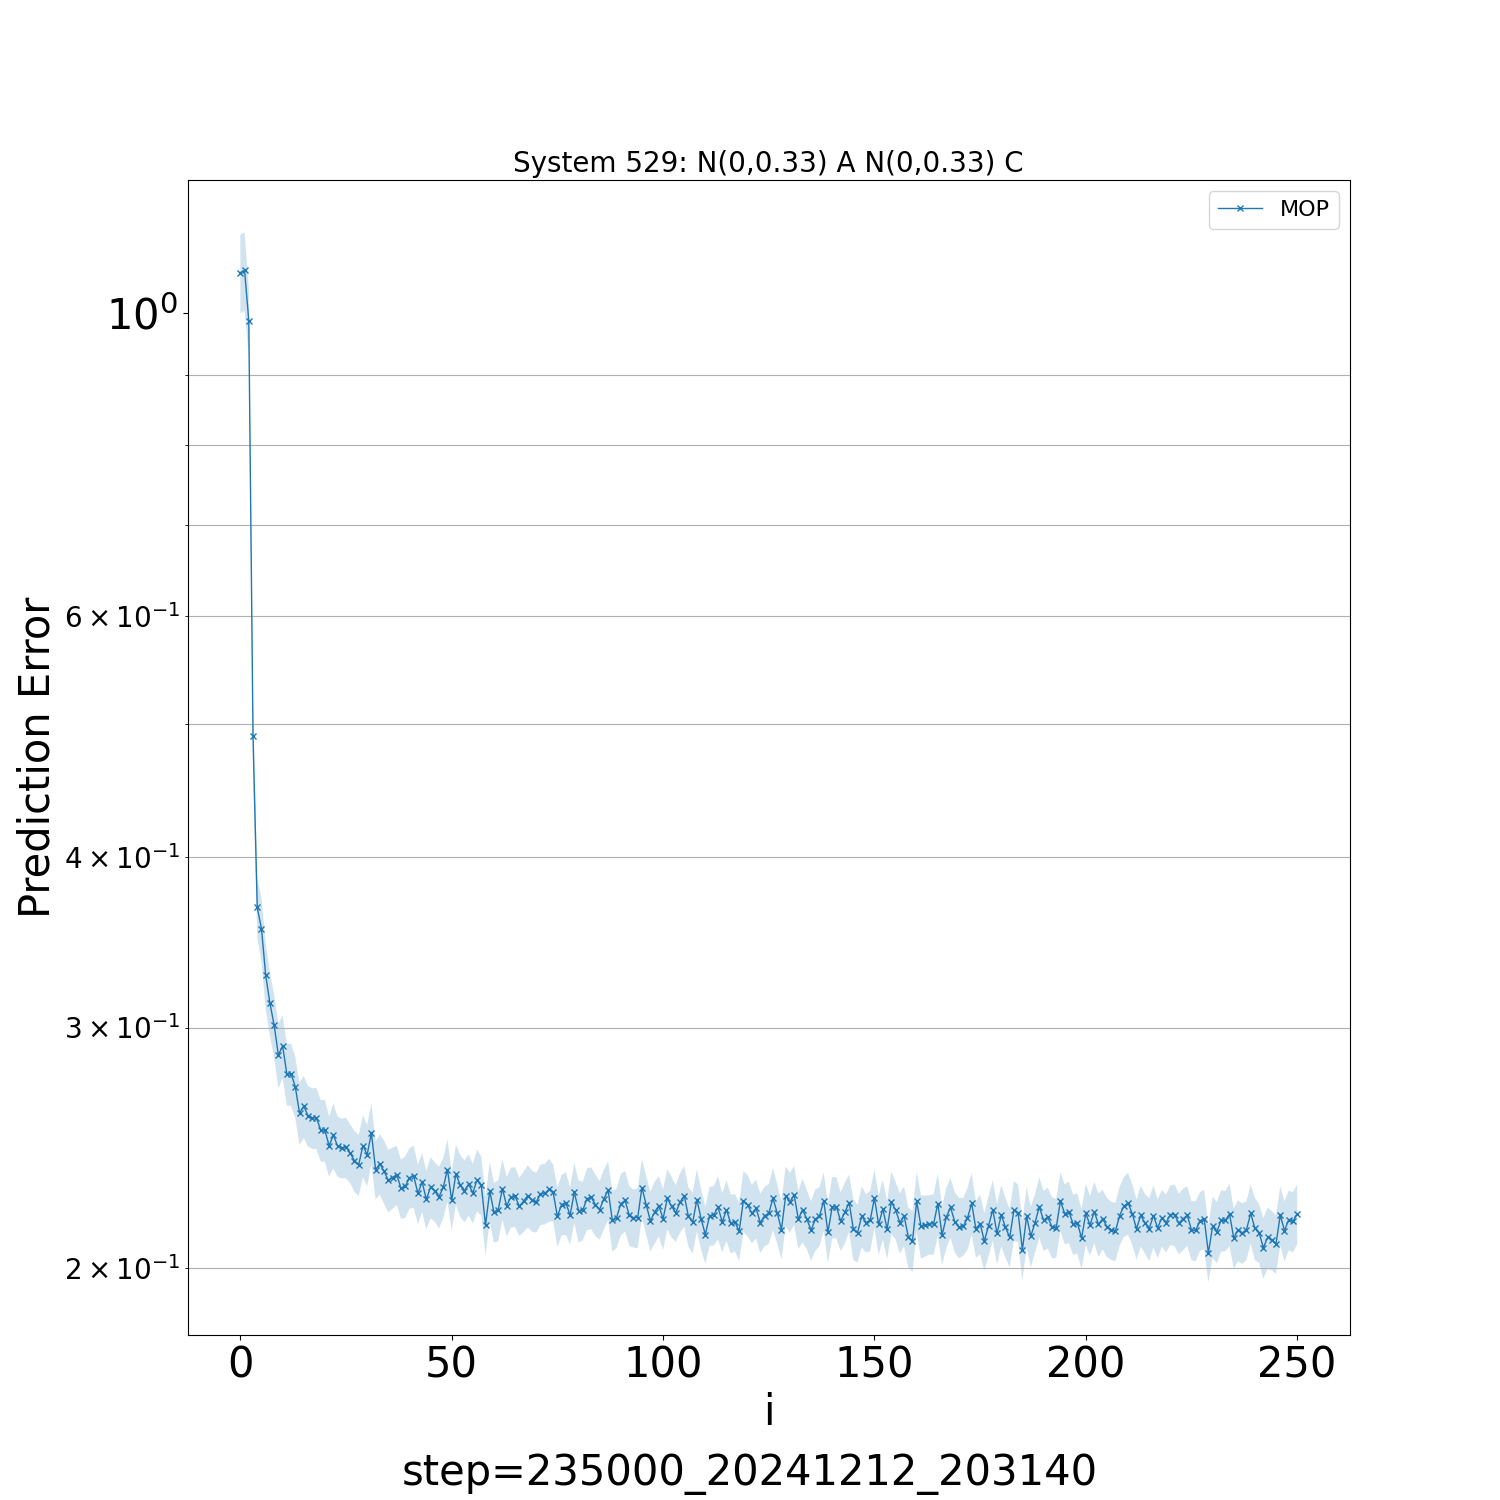 System 529: N(0,0.33) A N(0,0.33) C
MOP
10⁰
6 × 10⁻¹
4 × 10⁻¹
3 × 10⁻¹
2 × 10⁻¹
Prediction Error
0 50 100 150 200 250
i
step=235000_20241212_203140